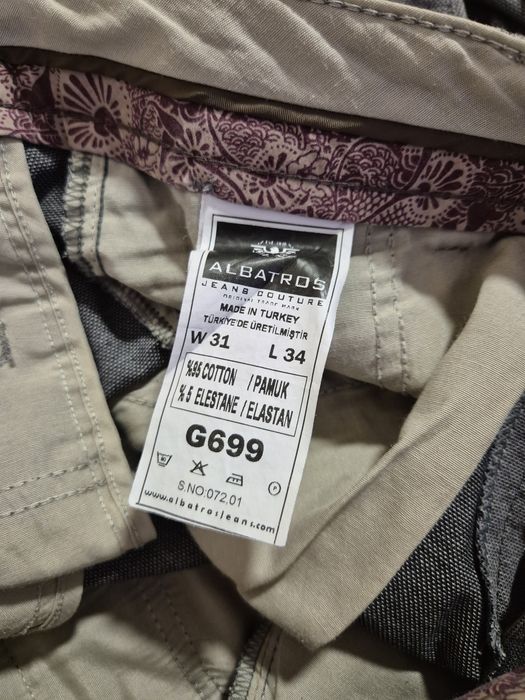 ALBATROS
JEANS COUTURE
ORIGINAL TRADE MARK
MADE IN TURKEY
TÜRKİYE'DE ÜRETİLMİŞTİR
W 31 L 34
%95 COTTON / PAMUK
% 5 ELESTANE / ELASTAN
G699
P
S.NO:072.01
www.albatrosjeans.com